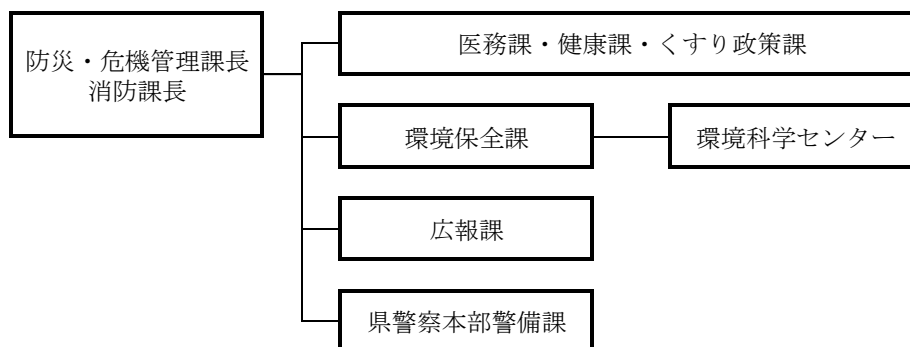 防災・危機管理課長
消防課長
医務課・健康課・くすり政策課
環境保全課
環境科学センター
広報課
県警察本部警備課